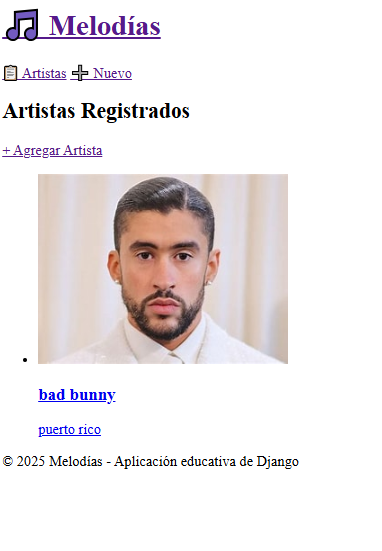 Melodías
Artistas Nuevo
Artistas Registrados
+ Agregar Artista
bad bunny
puerto rico
© 2025 Melodías - Aplicación educativa de Django